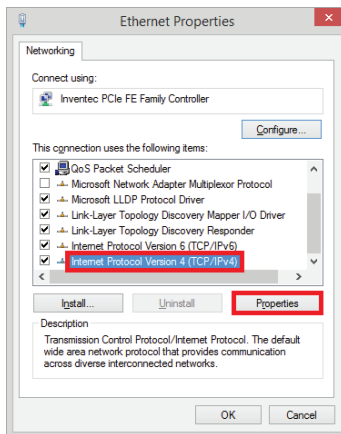 Ethernet Properties
Networking
Connect using:
Inventec PCIe FE Family Controller
Configure...
This connection uses the following items:
QoS Packet Scheduler
Microsoft Network Adapter Multiplexor Protocol
Microsoft LLDP Protocol Driver
Link-Layer Topology Discovery Mapper I/O Driver
Link-Layer Topology Discovery Responder
Internet Protocol Version 6 (TCP/IPv6)
Internet Protocol Version 4 (TCP/IPv4)
Install... Uninstall Properties
Description
Transmission Control Protocol/Internet Protocol. The default
wide area network protocol that provides communication
across diverse interconnected networks.
OK Cancel